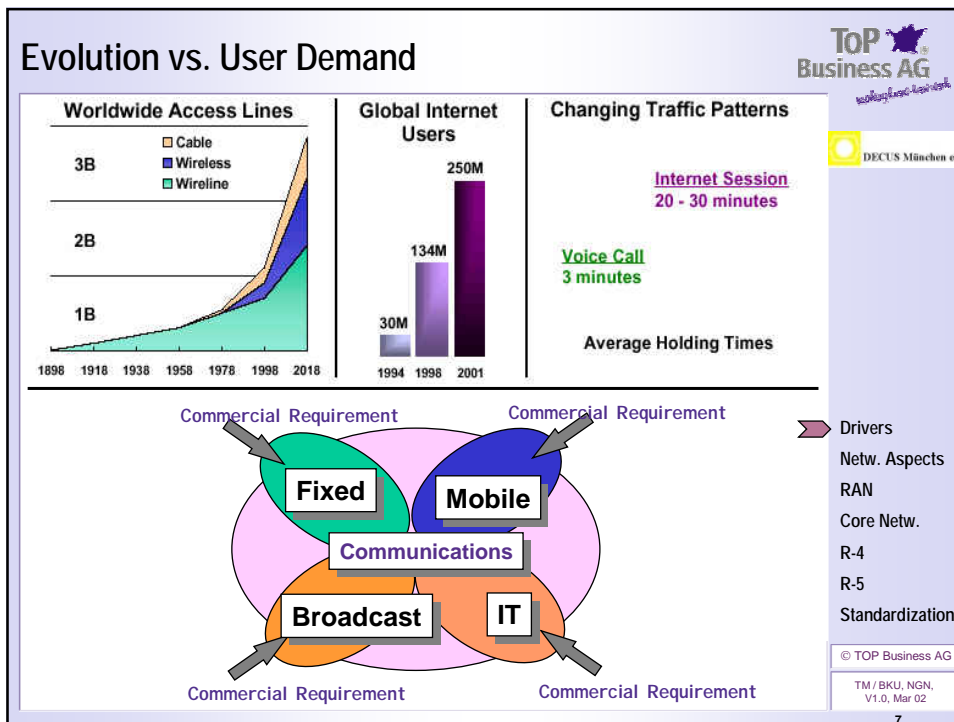 Evolution vs. User Demand
ToP
Business AG
DECUS München e
Worldwide Access Lines
Cable
Wireless
Wireline
3B
2B
1B
1898 1918 1938 1958 1978 1998 2018
Global Internet
Users
250M
134M
30M
1994 1998 2001
Changing Traffic Patterns
Internet Session
20 - 30 minutes
Voice Call
3 minutes
Average Holding Times
Commercial Requirement
Commercial Requirement
Fixed
Mobile
Communications
Broadcast
IT
Commercial Requirement
Commercial Requirement
Drivers
Netw. Aspects
RAN
Core Netw.
R-4
R-5
Standardization
© TOP Business AG
TM / BKU, NGN,
V1.0, Mar 02
7